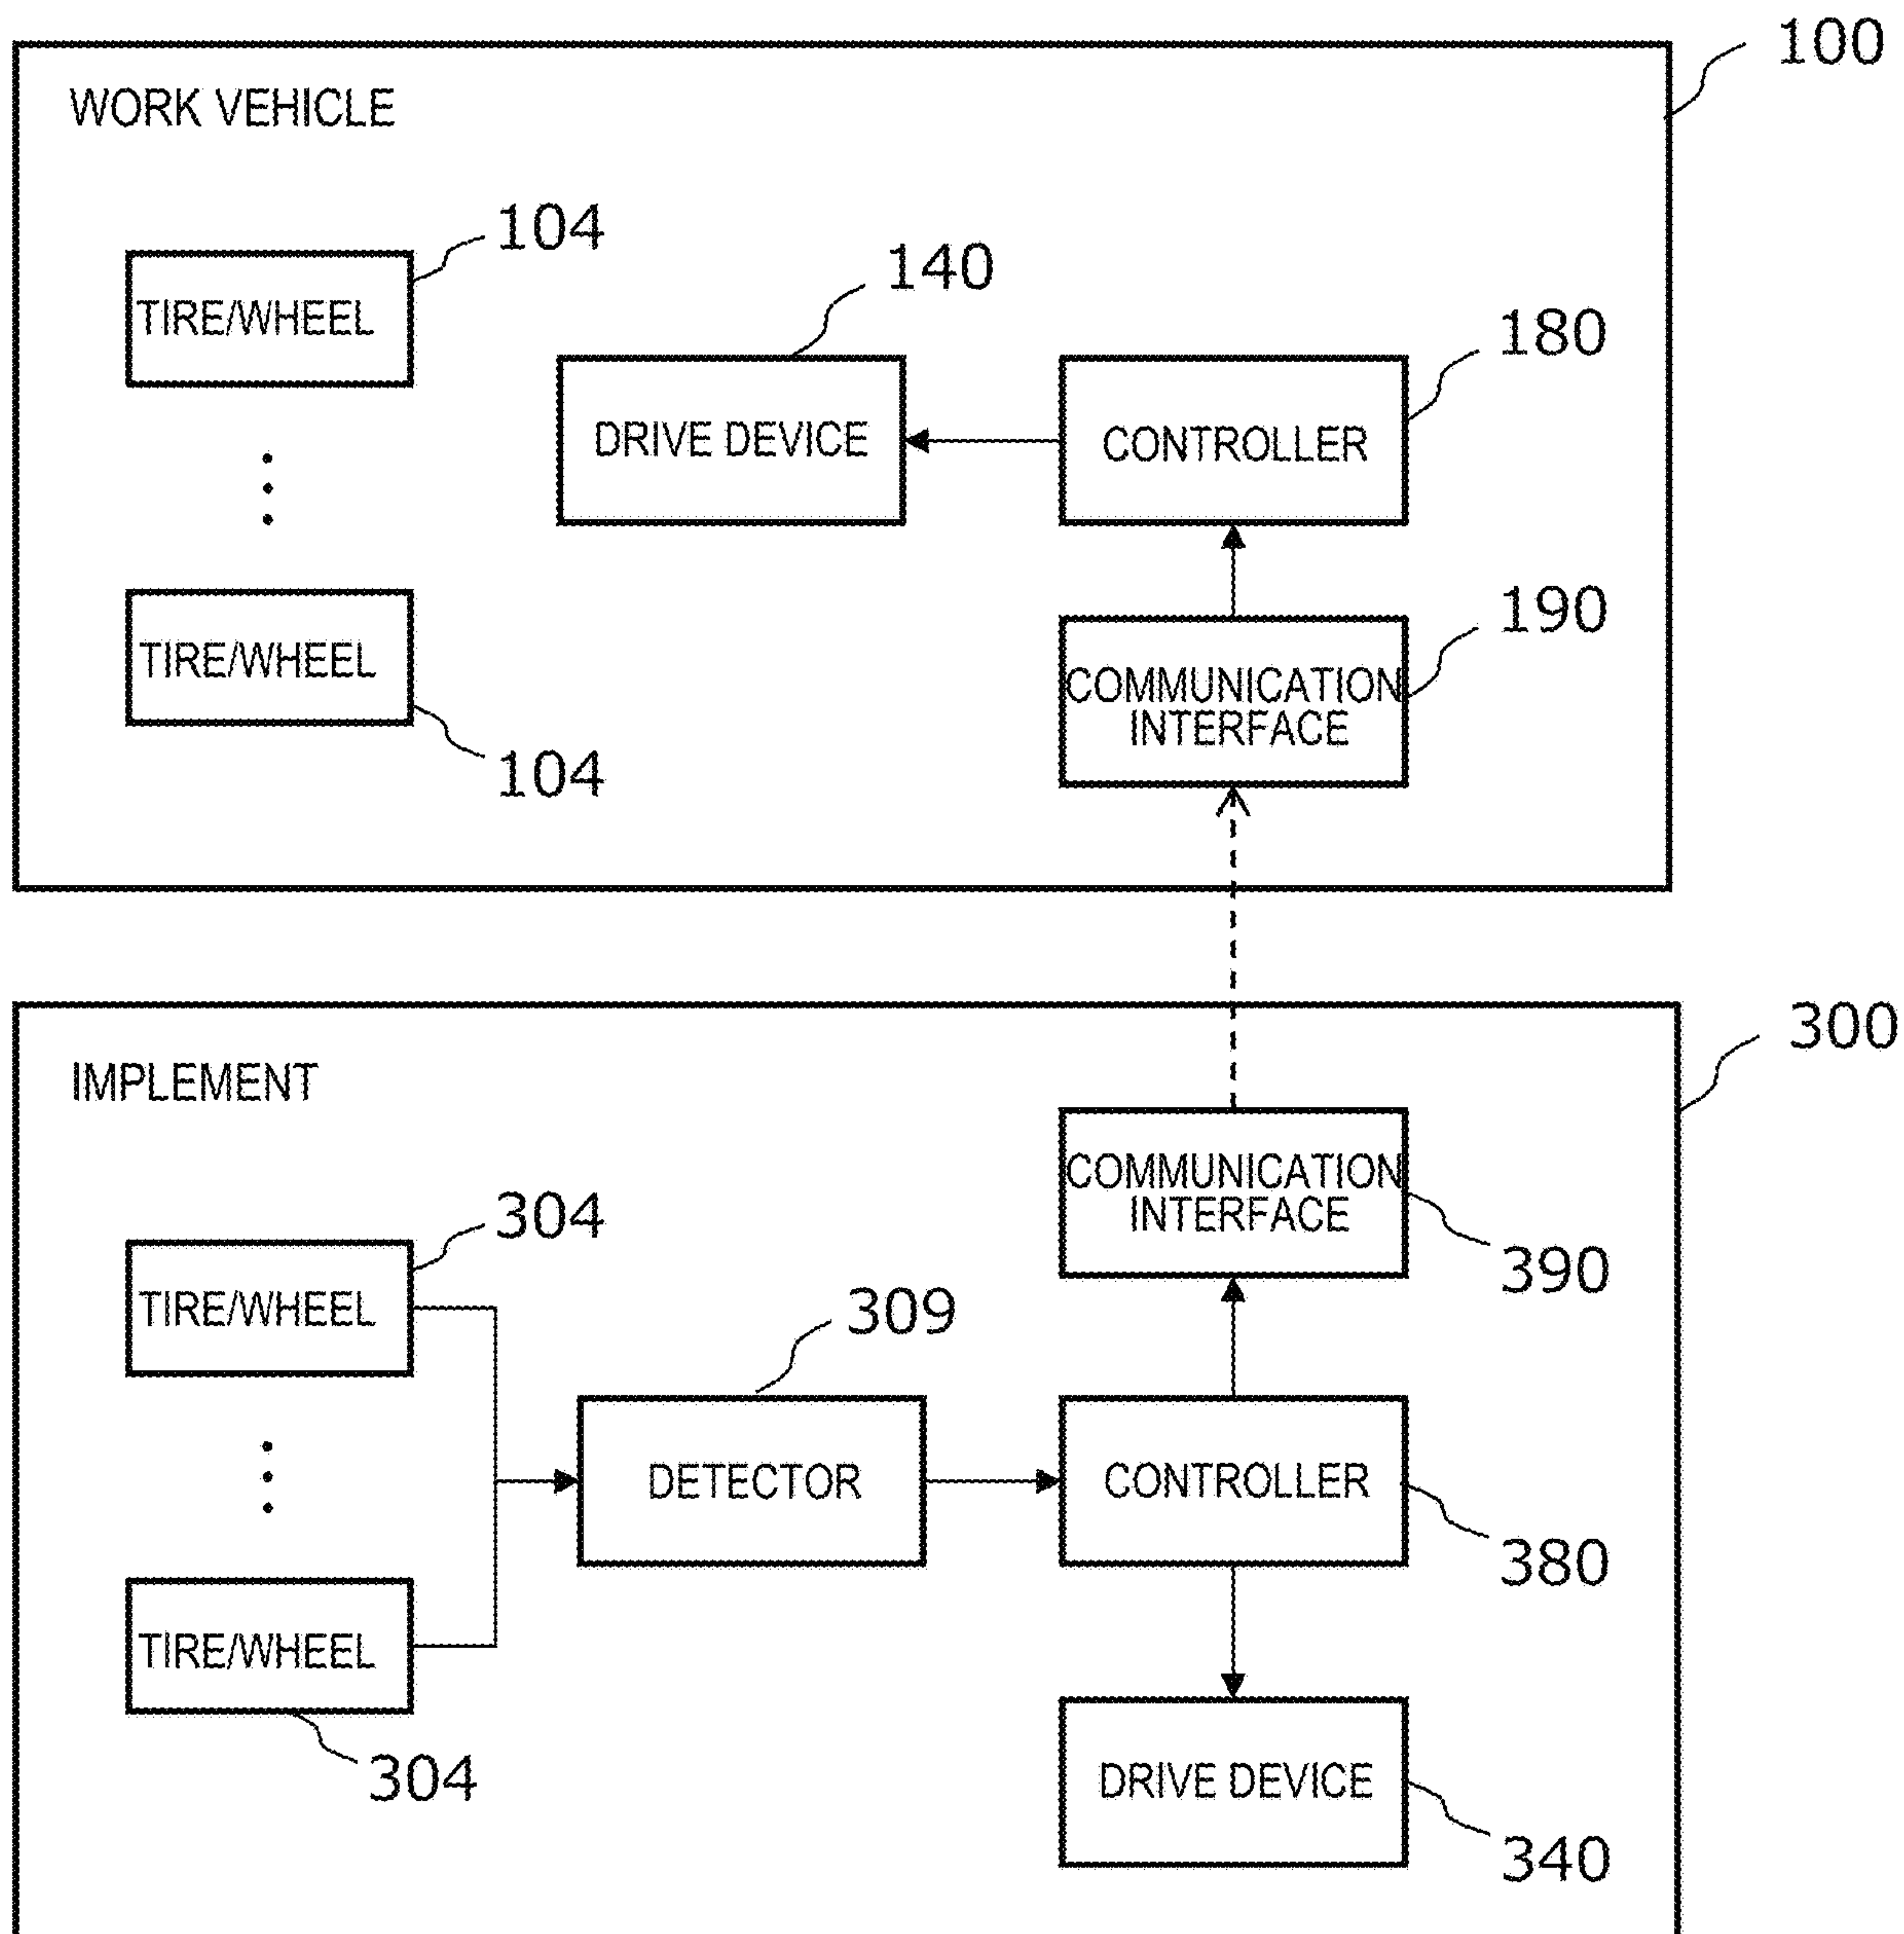 100
WORK VEHICLE
104
TIRE/WHEEL
140
DRIVE DEVICE
180
CONTROLLER
190
COMMUNICATION
INTERFACE
TIRE/WHEEL
104
300
IMPLEMENT
COMMUNICATION
INTERFACE
390
304
TIRE/WHEEL
309
DETECTOR
CONTROLLER
380
TIRE/WHEEL
304
DRIVE DEVICE
340